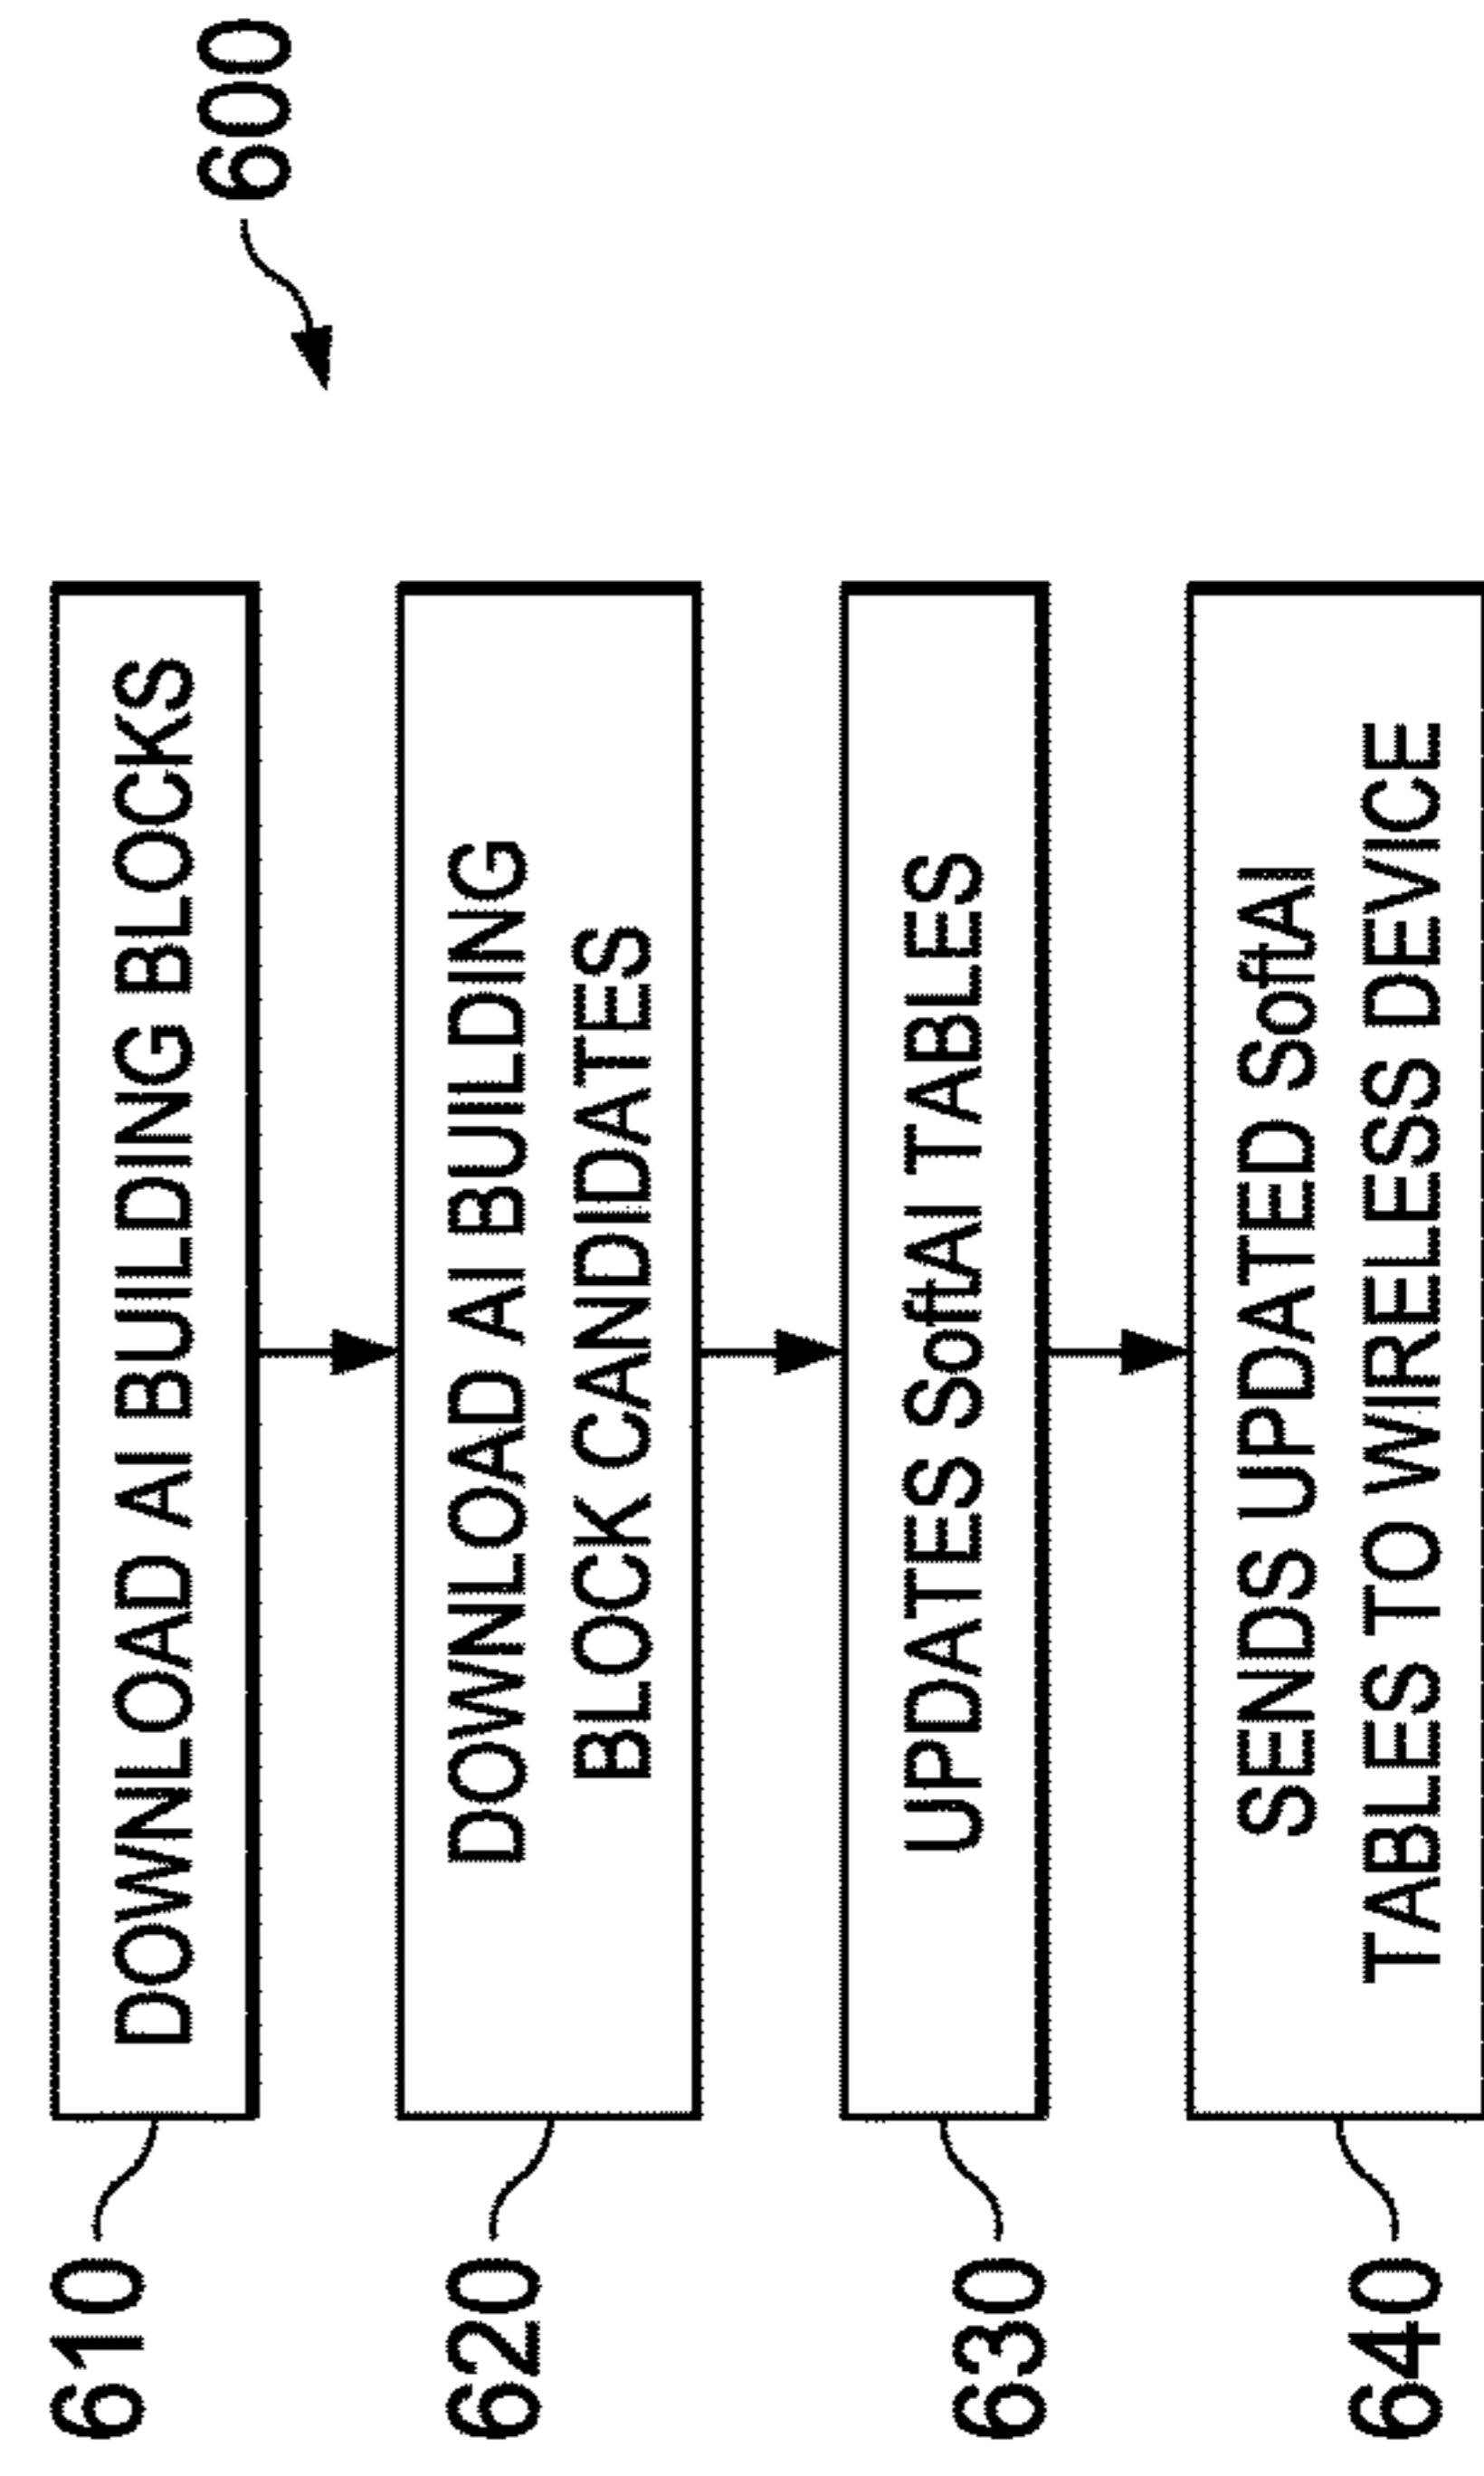 600
610
DOWNLOAD AI BUILDING BLOCKS
620
DOWNLOAD AI BUILDING
BLOCK CANDIDATES
630
UPDATES SoftAI TABLES
640
SENDS UPDATED SoftAI
TABLES TO WIRELESS DEVICE